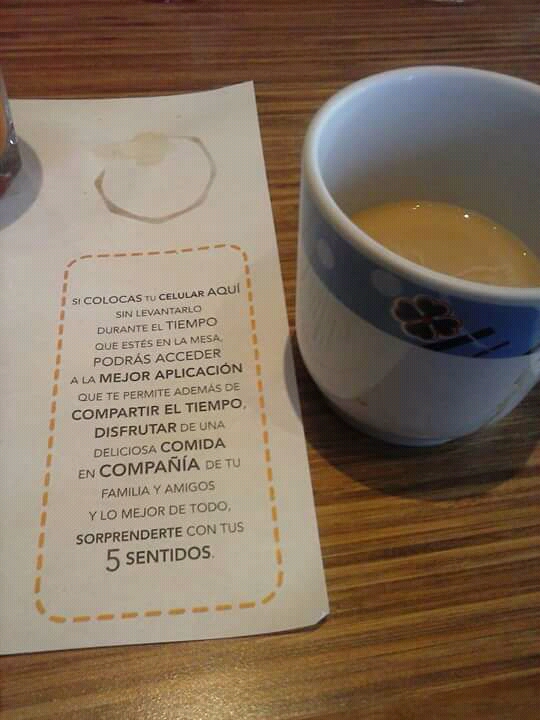 SI COLOCAS TU CELULAR AQUÍ
SIN LEVANTARLO
DURANTE EL TIEMPO
QUE ESTÉS EN LA MESA,
PODRÁS ACCEDER
A LA MEJOR APLICACIÓN
QUE TE PERMITE ADEMÁS DE
COMPARTIR EL TIEMPO,
DISFRUTAR DE UNA
DELICIOSA COMIDA
EN COMPAÑÍA DE TU
FAMILIA Y AMIGOS
Y LO MEJOR DE TODO,
SORPRENDERTE CON TUS
5 SENTIDOS.